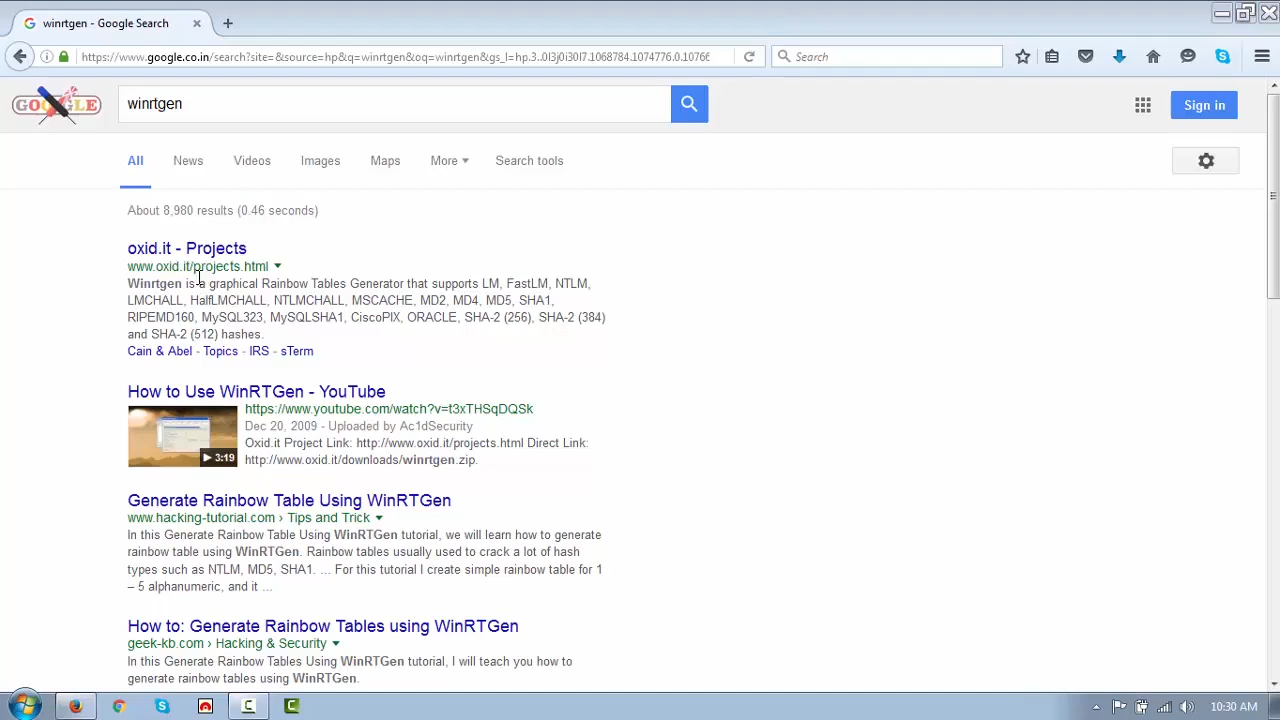 winrtgen - Google Search
https://www.google.co.in/search?site=&source=hp&q=winrtgen&oq=winrtgen&gs_l=hp.3..0l3j0i30l7.1068784.1074776.0.10766
Search
GOOGLE
winrtgen
Sign in
All News Videos Images Maps More Search tools
About 8,980 results (0.46 seconds)
oxid.it - Projects
www.oxid.it/projects.html
Winrtgen is a graphical Rainbow Tables Generator that supports LM, FastLM, NTLM,
LMCHALL, HalfLMCHALL, NTLMCHALL, MSCACHE, MD2, MD4, MD5, SHA1,
RIPEMD160, MySQL323, MySQLSHA1, CiscoPIX, ORACLE, SHA-2 (256), SHA-2 (384)
and SHA-2 (512) hashes.
Cain & Abel - Topics - IRS - sTerm
How to Use WinRTGen - YouTube
https://www.youtube.com/watch?v=t3xTHSqDQSk
Dec 20, 2009 - Uploaded by Ac1dSecurity
Oxid.it Project Link: http://www.oxid.it/projects.html Direct Link:
http://www.oxid.it/downloads/winrtgen.zip.
3:19
Generate Rainbow Table Using WinRTGen
www.hacking-tutorial.com › Tips and Trick
In this Generate Rainbow Table Using WinRTGen tutorial, we will learn how to generate
rainbow table using WinRTGen. Rainbow tables usually used to crack a lot of hash
types such as NTLM, MD5, SHA1. ... For this tutorial I create simple rainbow table for 1
– 5 alphanumeric, and it ...
How to: Generate Rainbow Tables using WinRTGen
geek-kb.com › Hacking & Security
In this Generate Rainbow Tables Using WinRTGen tutorial, I will teach you how to
generate rainbow tables using WinRTGen.
10:30 AM